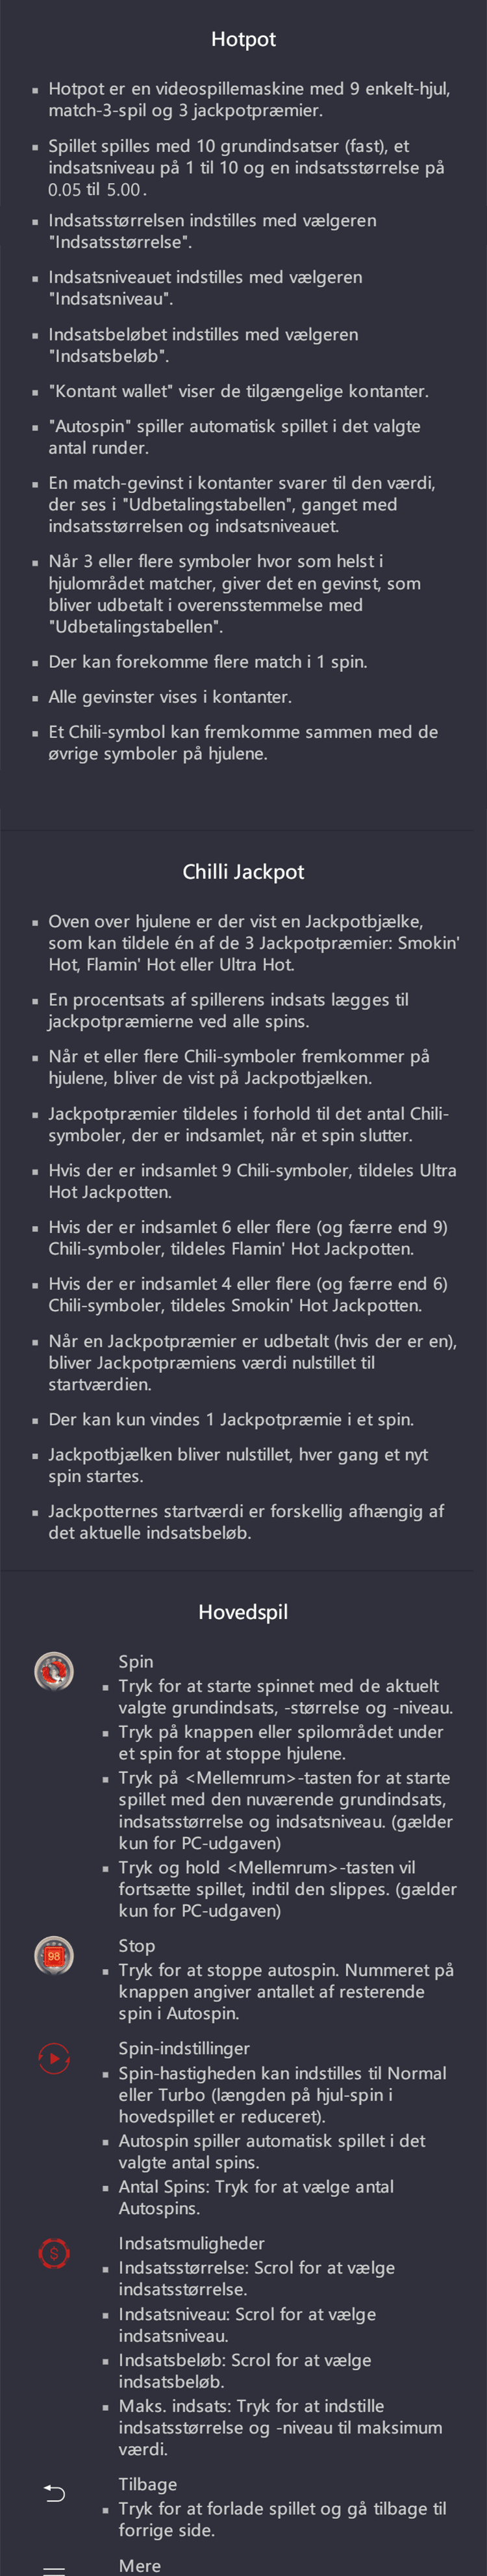 Hotpot
Hotpot er en videospillemaskine med 9 enkelt-hjul,
match-3-spil og 3 jackpotpræmier.
Spillet spilles med 10 grundindsatser (fast), et
indsatsniveau på 1 til 10 og en indsatsstørrelse på
0.05 til 5.00.
Indsatsstørrelsen indstilles med vælgeren
"Indsatsstørrelse".
Indsatsniveauet indstilles med vælgeren
"Indsatsniveau".
Indsatsbeløbet indstilles med vælgeren
"Indsatsbeløb".
"Kontant wallet" viser de tilgængelige kontanter.
"Autospin" spiller automatisk spillet i det valgte
antal runder.
En match-gevinst i kontanter svarer til den værdi,
der ses i "Udbetalingstabellen", ganget med
indsatsstørrelsen og indsatsniveauet.
Når 3 eller flere symboler hvor som helst i
hjulområdet matcher, giver det en gevinst, som
bliver udbetalt i overensstemmelse med
"Udbetalingstabellen".
Der kan forekomme flere match i 1 spin.
Alle gevinster vises i kontanter.
Et Chili-symbol kan fremkomme sammen med de
øvrige symboler på hjulene.
Chilli Jackpot
Oven over hjulene er der vist en Jackpotbjælke,
som kan tildele én af de 3 Jackpotpræmier: Smokin'
Hot, Flamin' Hot eller Ultra Hot.
En procentsats af spillerens indsats lægges til
jackpotpræmierne ved alle spins.
Når et eller flere Chili-symboler fremkommer på
hjulene, bliver de vist på Jackpotbjælken.
Jackpotpræmier tildeles i forhold til det antal Chili-
symboler, der er indsamlet, når et spin slutter.
Hvis der er indsamlet 9 Chili-symboler, tildeles Ultra
Hot Jackpotten.
Hvis der er indsamlet 6 eller flere (og færre end 9)
Chili-symboler, tildeles Flamin' Hot Jackpotten.
Hvis der er indsamlet 4 eller flere (og færre end 6)
Chili-symboler, tildeles Smokin' Hot Jackpotten.
Når en Jackpotpræmier er udbetalt (hvis der er en),
bliver Jackpotpræmiens værdi nulstillet til
startværdien.
Der kan kun vindes 1 Jackpotpræmie i et spin.
Jackpotbjælken bliver nulstillet, hver gang et nyt
spin startes.
Jackpotternes startværdi er forskellig afhængig af
det aktuelle indsatsbeløb.
Hovedspil
Spin
Tryk for at starte spinnet med de aktuelt
valgte grundindsats, -størrelse og -niveau.
Tryk på knappen eller spilområdet under
et spin for at stoppe hjulene.
Tryk på <Mellemrum>-tasten for at starte
spillet med den nuværende grundindsats,
indsatsstørrelse og indsatsniveau. (gælder
kun for PC-udgaven)
Tryk og hold <Mellemrum>-tasten vil
fortsætte spillet, indtil den slippes. (gælder
kun for PC-udgaven)
98
Stop
Tryk for at stoppe autospin. Nummeret på
knappen angiver antallet af resterende
spin i Autospin.
Spin-indstillinger
Spin-hastigheden kan indstilles til Normal
eller Turbo (længden på hjul-spin i
hovedspillet er reduceret).
Autospin spiller automatisk spillet i det
valgte antal spins.
Antal Spins: Tryk for at vælge antal
Autospins.
$
Indsatsmuligheder
Indsatsstørrelse: Scrol for at vælge
indsatsstørrelse.
Indsatsniveau: Scrol for at vælge
indsatsniveau.
Indsatsbeløb: Scrol for at vælge
indsatsbeløb.
Maks. indsats: Tryk for at indstille
indsatsstørrelse og -niveau til maksimum
værdi.
Tilbage
Tryk for at forlade spillet og gå tilbage til
forrige side.
Mere